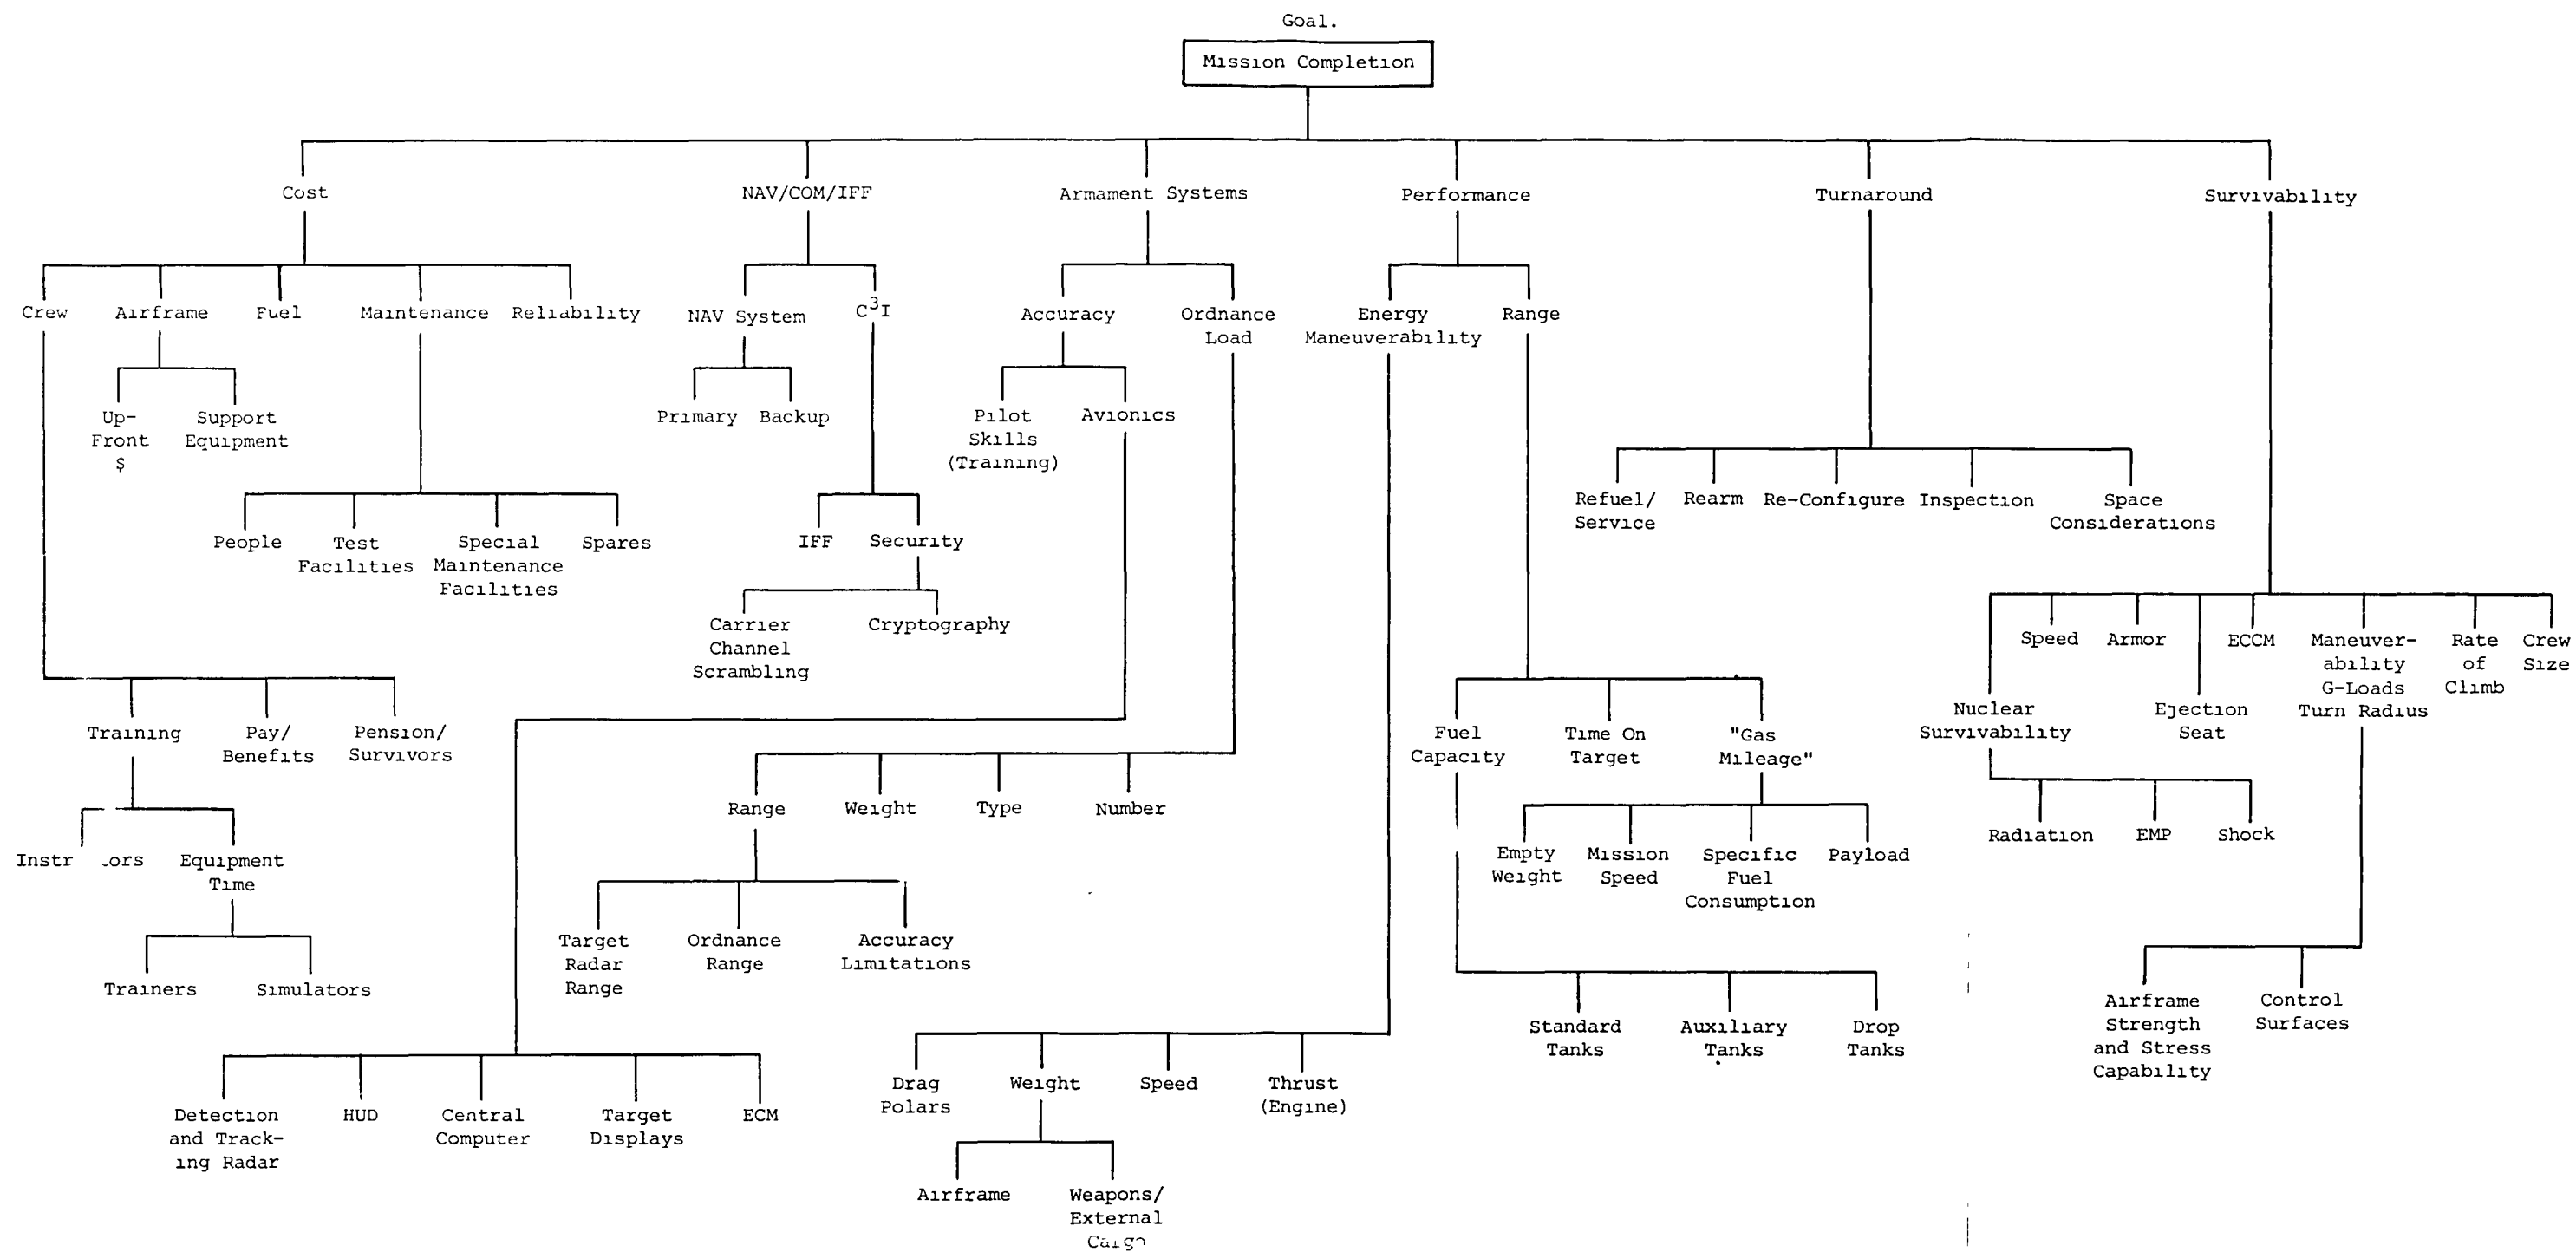 Goal.
Mission Completion
Cost
NAV/COM/IFF
Armament Systems
Performance
Turnaround
Survivability
Crew
Airframe
Fuel
Maintenance
Reliability
NAV System
C³I
Accuracy
Ordnance
Load
Energy
Maneuverability
Range
Up-
Front
$
Support
Equipment
Primary
Backup
Pilot
Skills
(Training)
Avionics
Refuel/
Service
Rearm
Re-Configure
Inspection
Space
Considerations
People
Test
Facilities
Special
Maintenance
Facilities
Spares
IFF
Security
Carrier
Channel
Scrambling
Cryptography
Speed
Armor
ECCM
Maneuver-
ability
G-Loads
Turn Radius
Rate
of
Climb
Crew
Size
Nuclear
Survivability
Ejection
Seat
Training
Pay/
Benefits
Pension/
Survivors
Fuel
Capacity
Time On
Target
"Gas
Mileage"
Range
Weight
Type
Number
Radiation
EMP
Shock
Equipment
Time
Empty
Weight
Mission
Speed
Specific
Fuel
Consumption
Payload
Target
Radar
Range
Ordnance
Range
Accuracy
Limitations
Trainers
Simulators
Standard
Tanks
Auxiliary
Tanks
Drop
Tanks
Airframe
Strength
and Stress
Capability
Control
Surfaces
Detection
and Track-
ing Radar
HUD
Central
Computer
Target
Displays
ECM
Drag
Polars
Weight
Speed
Thrust
(Engine)
Airframe
Weapons/
External
Cargo